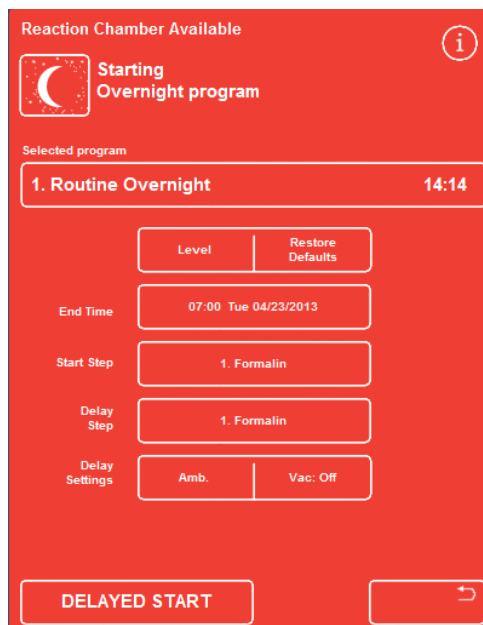 Reaction Chamber Available
i
Starting
Overnight program
Selected program
1. Routine Overnight 14:14
Level Restore
Defaults
End Time 07:00 Tue 04/23/2013
Start Step 1. Formalin
Delay
Step 1. Formalin
Delay
Settings Amb. Vac: Off
DELAYED START